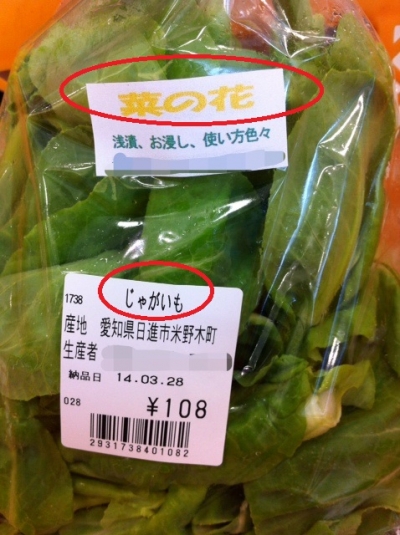 菜の花
浅漬、お浸し、使い方色々
1738
じゃがいも
産地 愛知県日進市米野木町
生産者
納品日 14.03.28
028
¥108
2931738401082